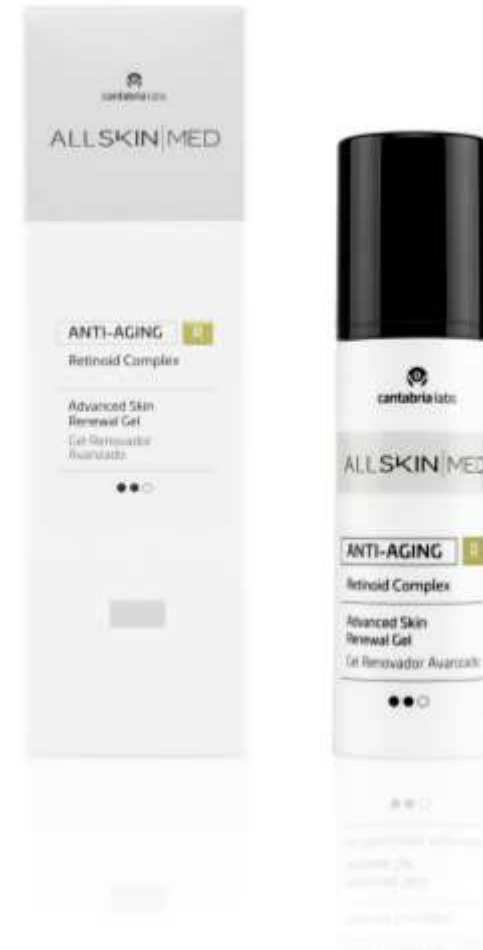 cantabria labs
ALLSKIN|MED
ANTI-AGING R
Retinoid Complex
Advanced Skin
Renewal Gel
Gel Renovador
Avanzado
cantabria labs
ALLSKIN|MED
ANTI-AGING R
Retinoid Complex
Advanced Skin
Renewal Gel
Gel Renovador Avanzado